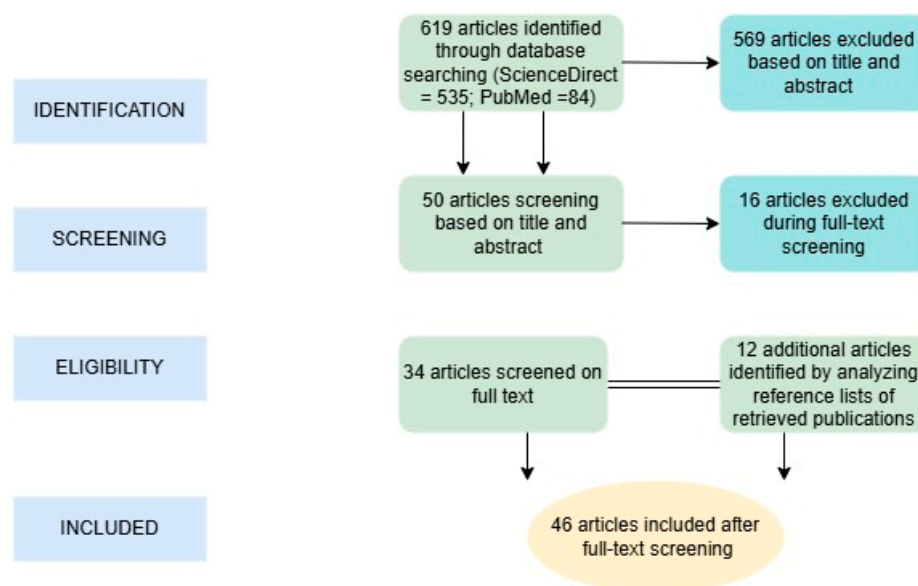 IDENTIFICATION
619 articles identified
through database
searching (ScienceDirect
= 535; PubMed =84)
569 articles excluded
based on title and
abstract
SCREENING
50 articles screening
based on title and
abstract
16 articles excluded
during full-text
screening
ELIGIBILITY
34 articles screened on
full text
12 additional articles
identified by analyzing
reference lists of
retrieved publications
INCLUDED
46 articles included after
full-text screening